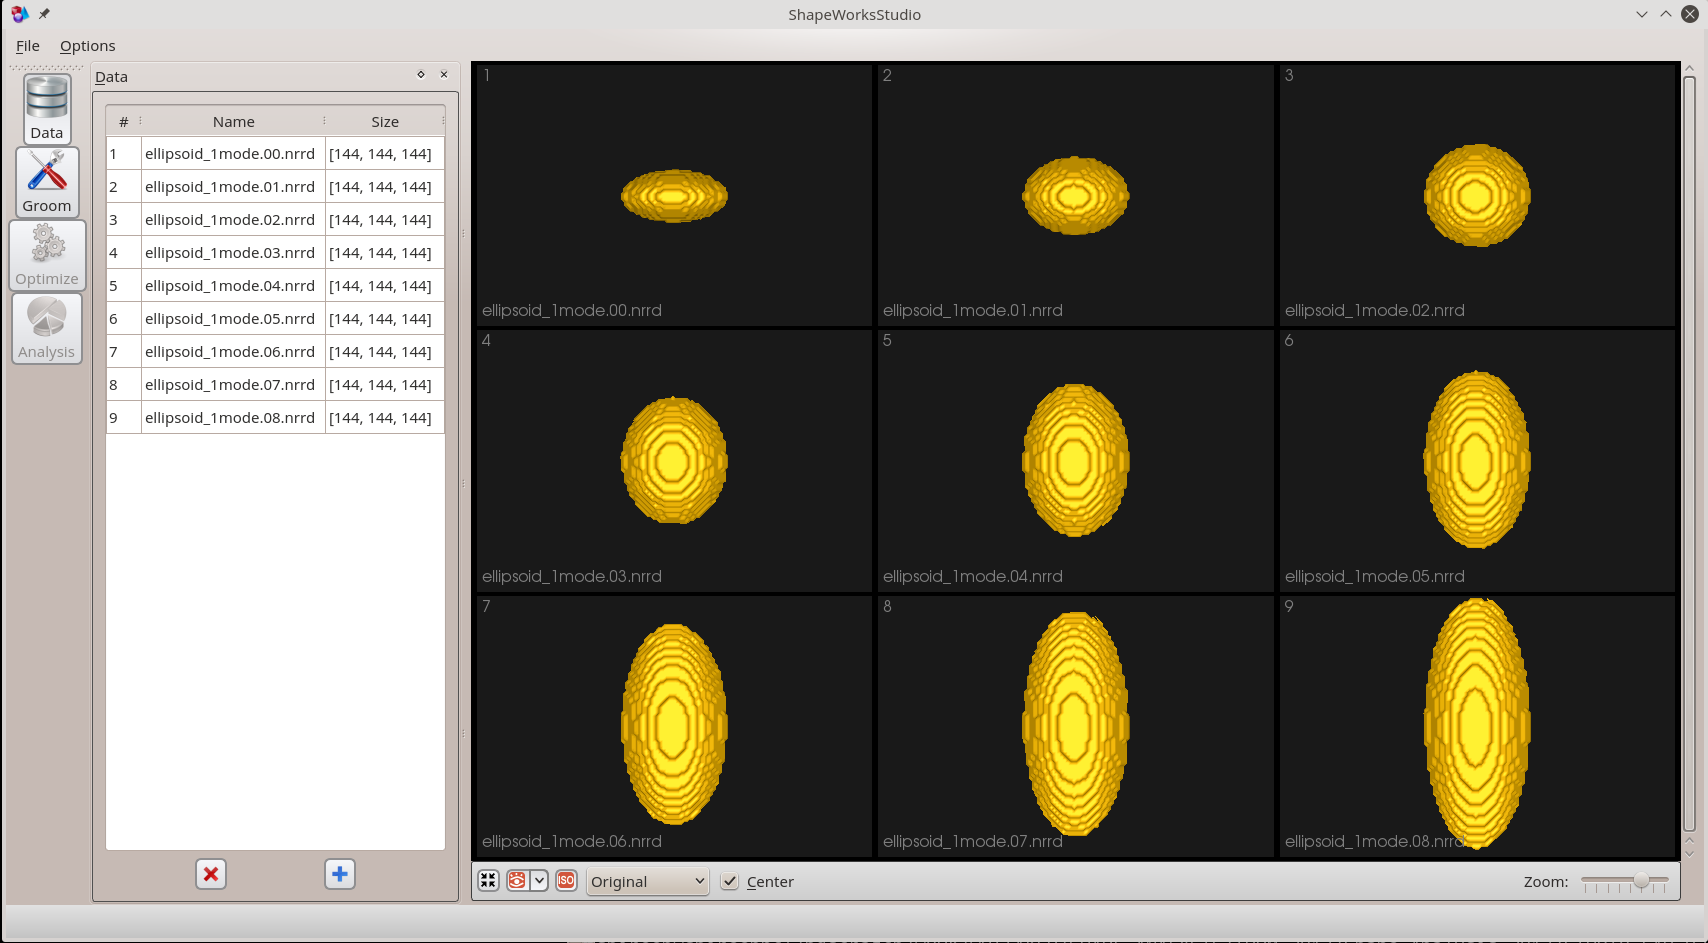 ShapeWorksStudio
File Options
Data
Groom
Optimize
Analysis
Data
# Name Size
1 ellipsoid_1mode.00.nrrd [144, 144, 144]
2 ellipsoid_1mode.01.nrrd [144, 144, 144]
3 ellipsoid_1mode.02.nrrd [144, 144, 144]
4 ellipsoid_1mode.03.nrrd [144, 144, 144]
5 ellipsoid_1mode.04.nrrd [144, 144, 144]
6 ellipsoid_1mode.05.nrrd [144, 144, 144]
7 ellipsoid_1mode.06.nrrd [144, 144, 144]
8 ellipsoid_1mode.07.nrrd [144, 144, 144]
9 ellipsoid_1mode.08.nrrd [144, 144, 144]
1 2 3
ellipsoid_1mode.00.nrrd ellipsoid_1mode.01.nrrd ellipsoid_1mode.02.nrrd
4 5 6
ellipsoid_1mode.03.nrrd ellipsoid_1mode.04.nrrd ellipsoid_1mode.05.nrrd
7 8 9
ellipsoid_1mode.06.nrrd ellipsoid_1mode.07.nrrd ellipsoid_1mode.08.nrrd
ISO Original Center Zoom: